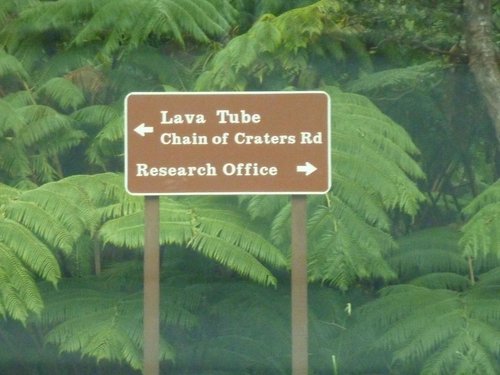 Lava Tube
Chain of Craters Rd
Research Office